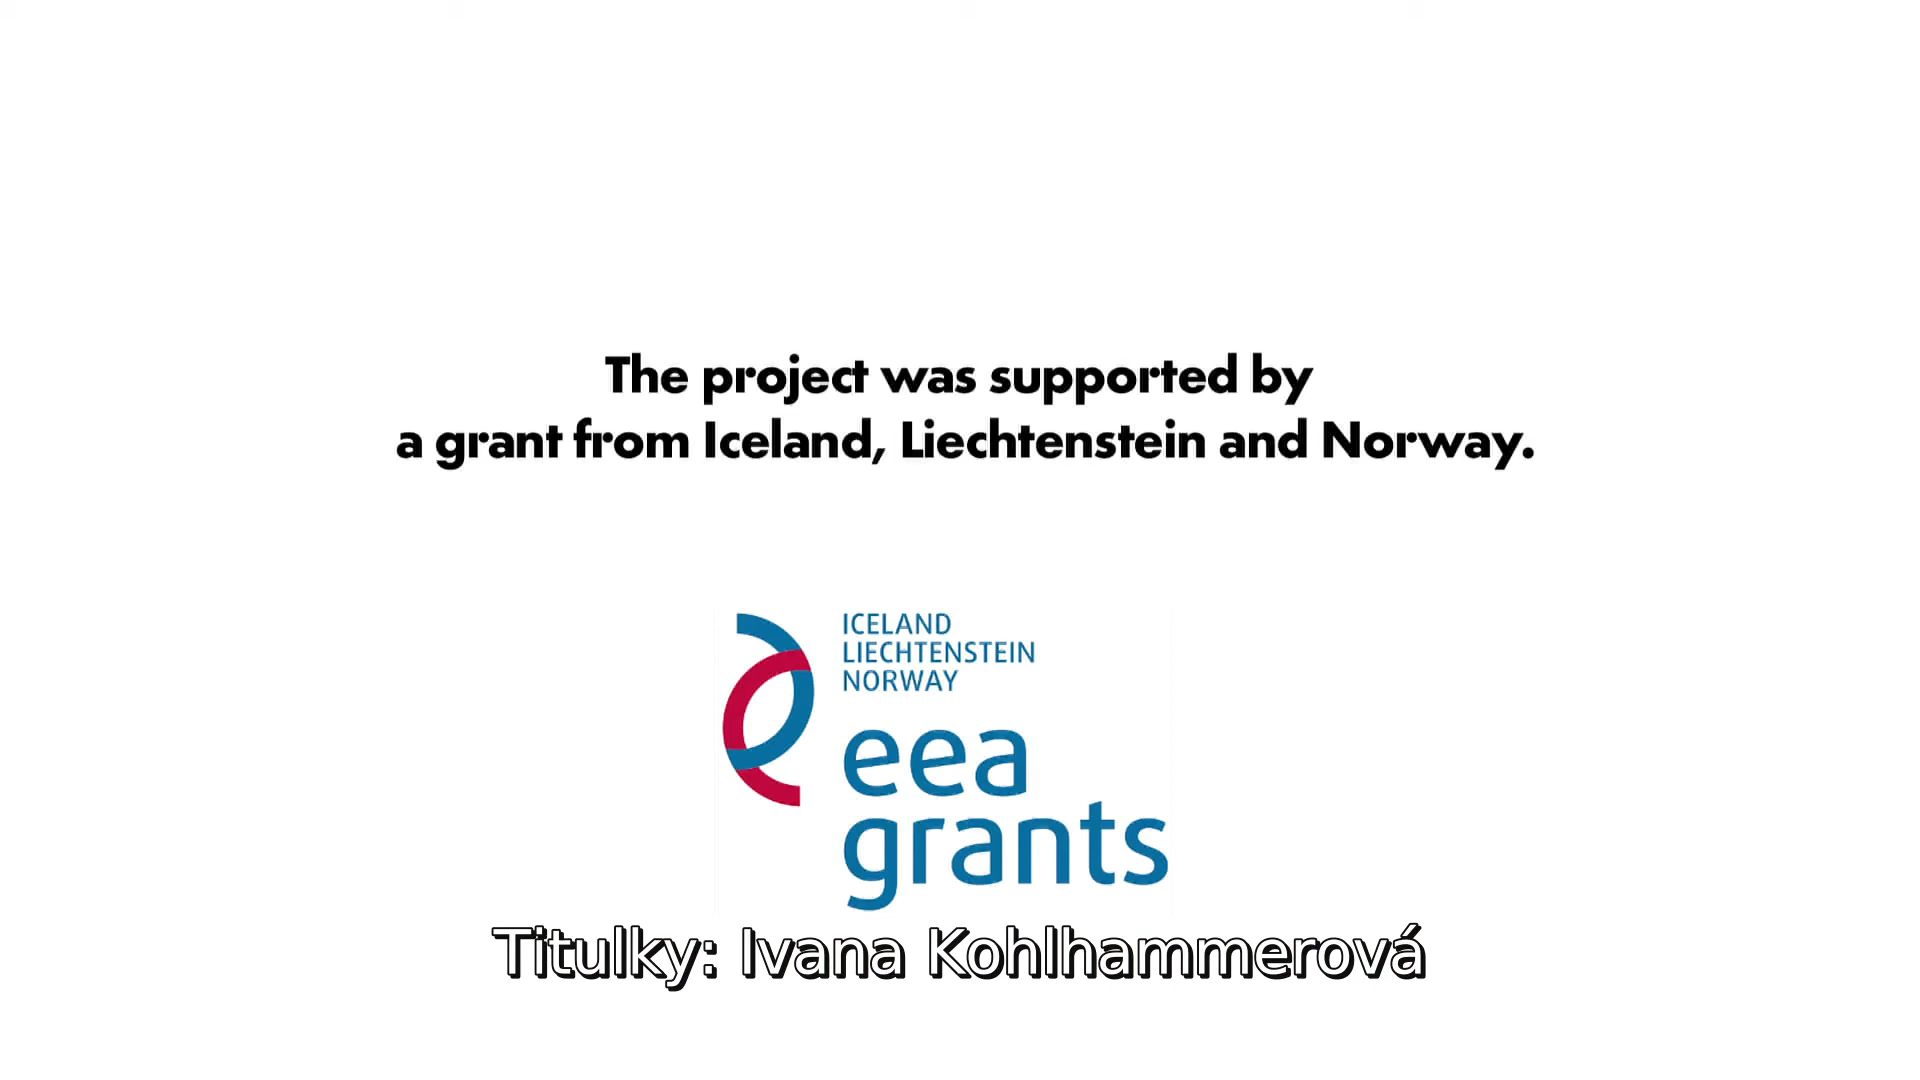 The project was supported by
a grant from Iceland, Liechtenstein and Norway.
ICELAND
LIECHTENSTEIN
NORWAY
eea
grants
Titulky: Ivana Kohlhammerová